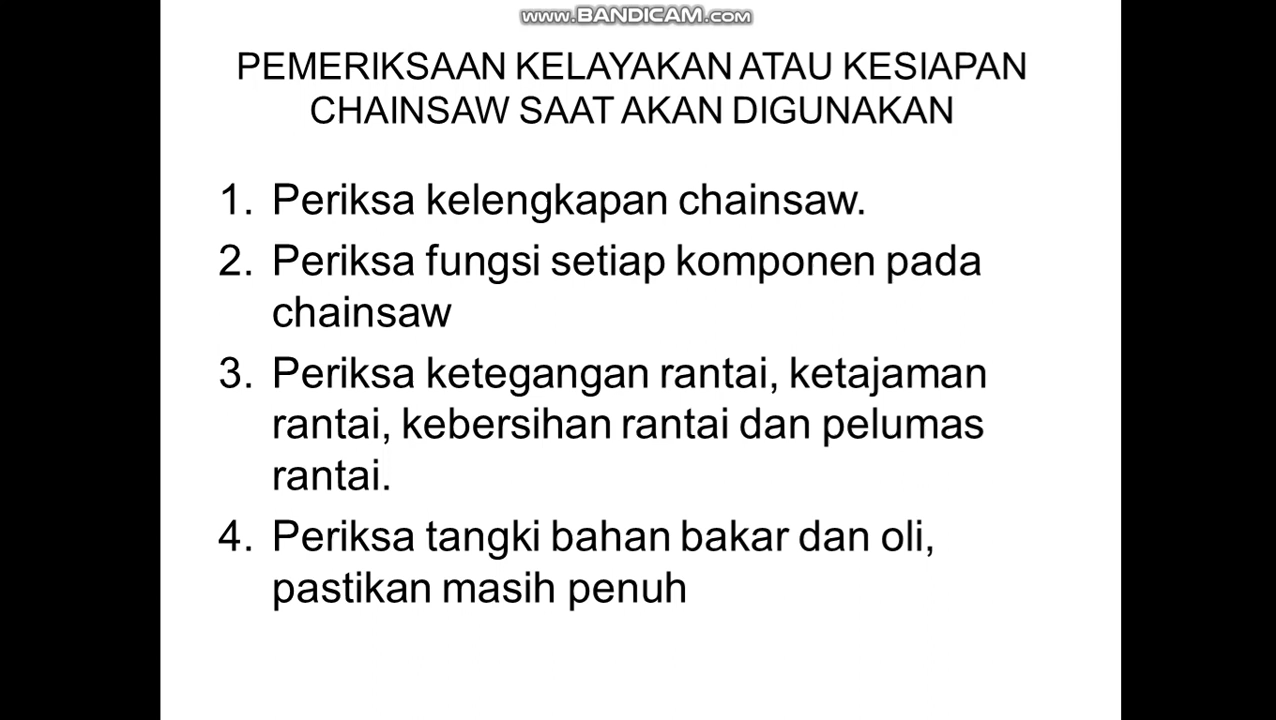 www.BANDICAM.com
PEMERIKSAAN KELAYAKAN ATAU KESIAPAN
CHAINSAW SAAT AKAN DIGUNAKAN
1. Periksa kelengkapan chainsaw.
2. Periksa fungsi setiap komponen pada
chainsaw
3. Periksa ketegangan rantai, ketajaman
rantai, kebersihan rantai dan pelumas
rantai.
4. Periksa tangki bahan bakar dan oli,
pastikan masih penuh